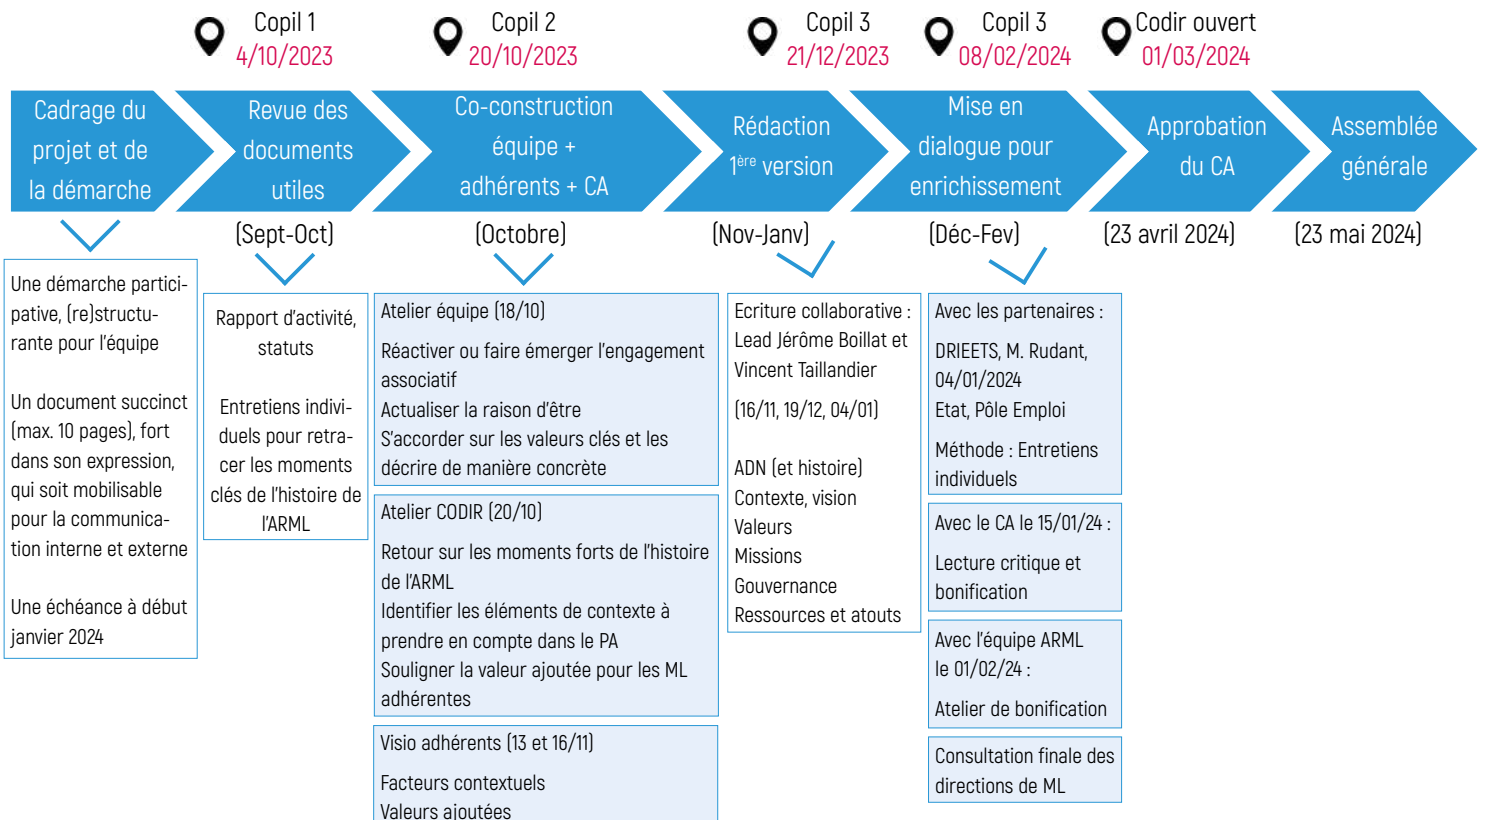 Copil 1
4/10/2023
Copil 2
20/10/2023
Copil 3
21/12/2023
Copil 3
08/02/2024
Codir ouvert
01/03/2024
Cadrage du
projet et de
la démarche
Revue des
documents
utiles
Co-construction
équipe +
adhérents + CA
Rédaction
1ère version
Mise en
dialogue pour
enrichissement
Approbation
du CA
Assemblée
générale
(Sept-Oct)
(Octobre)
(Nov-Janv)
(Déc-Fev)
(23 avril 2024)
(23 mai 2024)
Une démarche partici-
pative, (re)structu-
rante pour l'équipe
Un document succinct
(max. 10 pages), fort
dans son expression,
qui soit mobilisable
pour la communica-
tion interne et externe
Une échéance à début
janvier 2024
Rapport d'activité,
statuts
Entretiens indivi-
duels pour retra-
cer les moments
clés de l'histoire de
l'ARML
Atelier équipe (18/10)
Réactiver ou faire émerger l'engagement
associatif
Actualiser la raison d'être
S'accorder sur les valeurs clés et les
décrire de manière concrète
Atelier CODIR (20/10)
Retour sur les moments forts de l'histoire
de l'ARML
Identifier les éléments de contexte à
prendre en compte dans le PA
Souligner la valeur ajoutée pour les ML
adhérentes
Visio adhérents (13 et 16/11)
Facteurs contextuels
Valeurs ajoutées
Ecriture collaborative :
Lead Jérôme Boillat et
Vincent Taillandier
(16/11, 19/12, 04/01)
ADN (et histoire)
Contexte, vision
Valeurs
Missions
Gouvernance
Ressources et atouts
Avec les partenaires :
DRIEETS, M. Rudant,
04/01/2024
Etat, Pôle Emploi
Méthode : Entretiens
individuels
Avec le CA le 15/01/24 :
Lecture critique et
bonification
Avec l'équipe ARML
le 01/02/24 :
Atelier de bonification
Consultation finale des
directions de ML